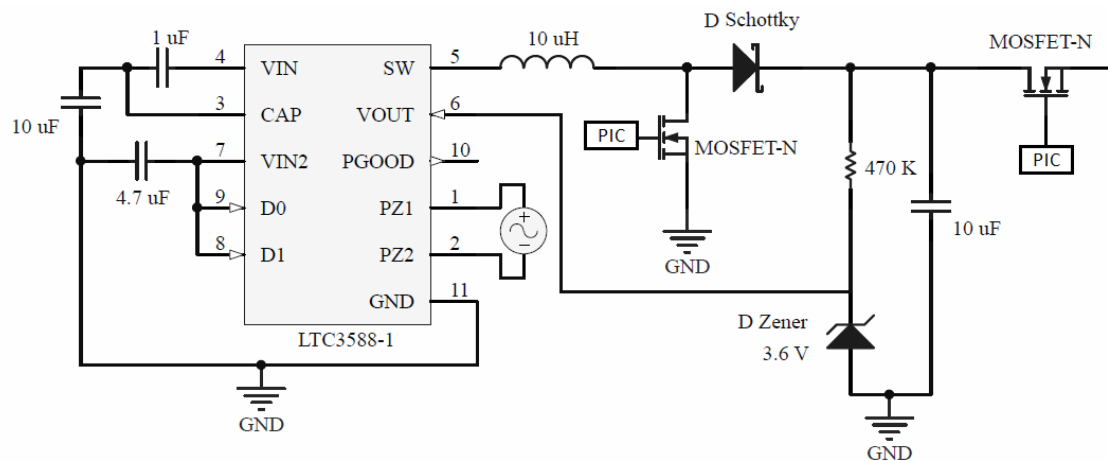 D Schottky
1 uF
10 uH
MOSFET-N
4
VIN
SW
5
3
CAP
VOUT
6
10 uF
PIC
MOSFET-N
7
VIN2
PGOOD
10
470 K
PIC
4.7 uF
9
D0
PZ1
1
10 uF
8
D1
PZ2
2
GND
GND
11
LTC3588-1
D Zener
3.6 V
GND
GND